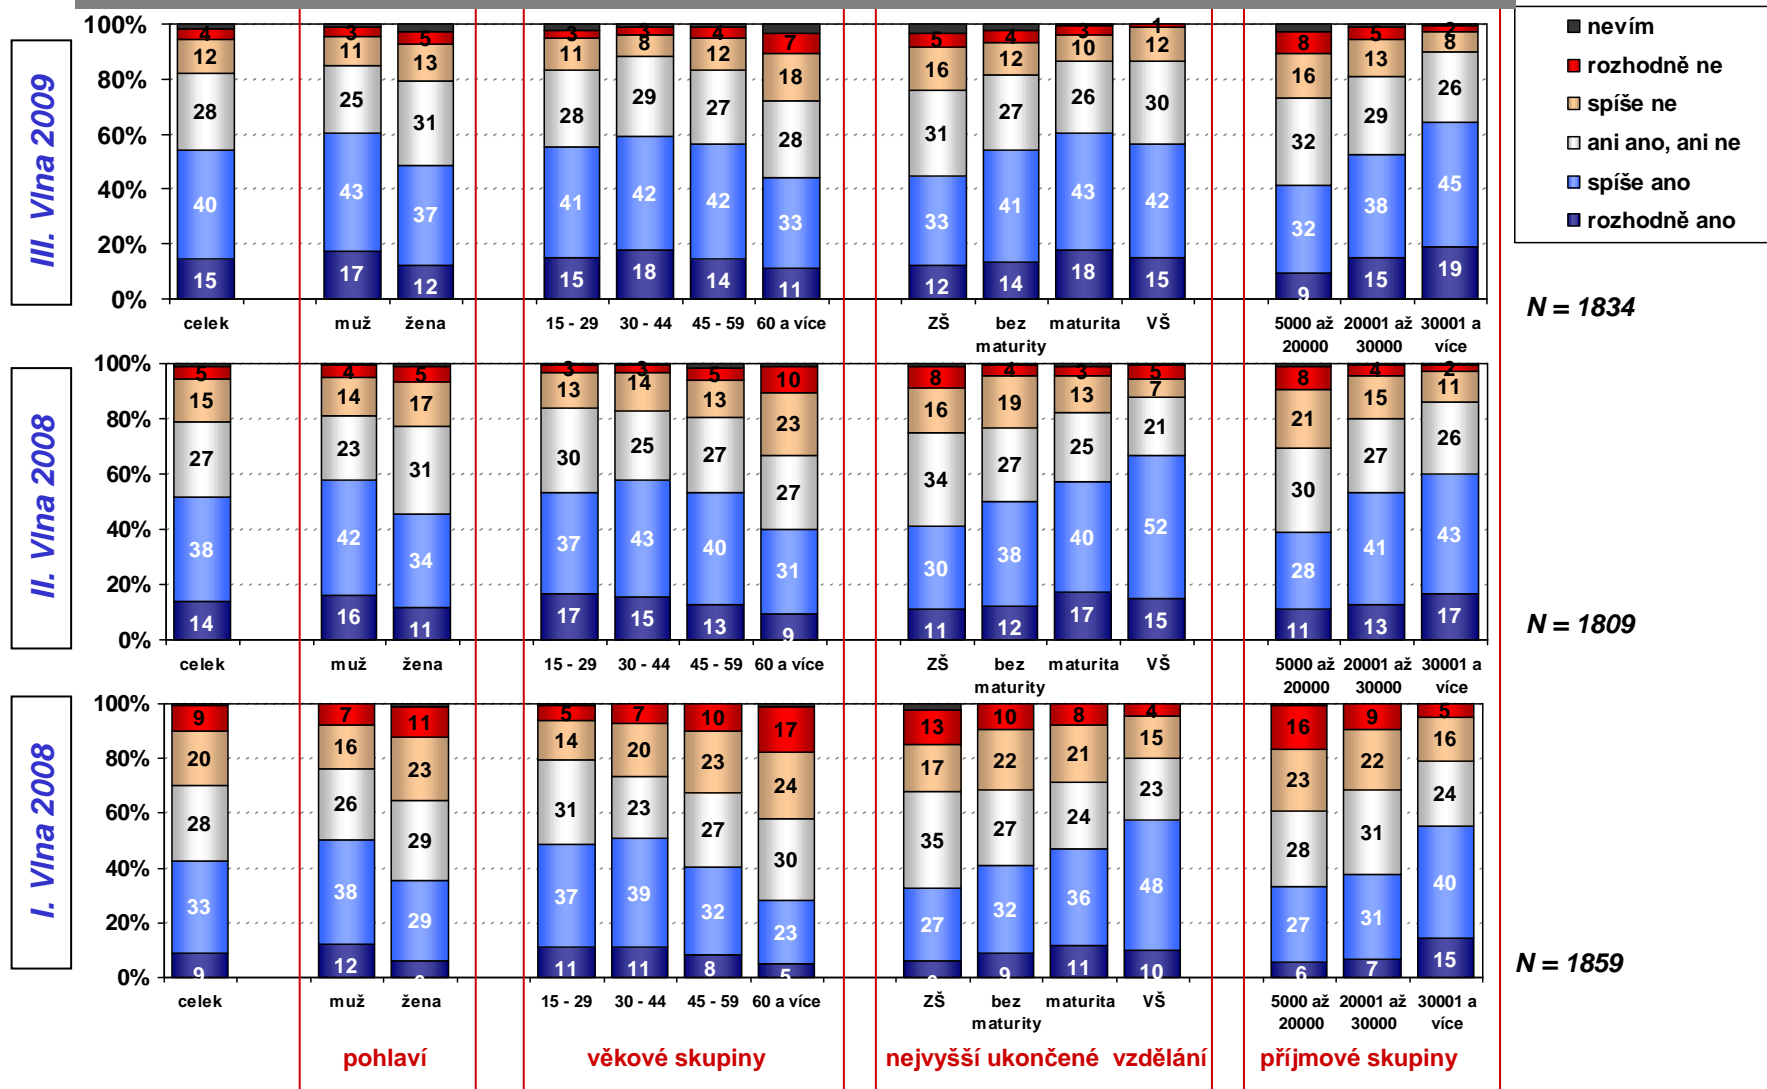 III. Vlna 2009
100%
80%
60%
40%
20%
0%
4 3 5 3 3 4 7 5 4 3 1 8 5 2
12 11 13 11 8 12 18 16 12 10 12 16 13 8
28 25 31 28 29 27 28 31 27 26 30 32 29 26
40 43 37 41 42 42 33 33 41 43 42 32 38 45
15 17 12 15 18 14 11 12 14 18 15 9 15 19
celek muž žena 15 - 29 30 - 44 45 - 59 60 a více ZŠ bez maturity maturita VŠ 5000 až 20000 20001 až 30000 30001 a více
nevím
rozhodně ne
spíše ne
ani ano, ani ne
spíše ano
rozhodně ano
N = 1834
II. Vlna 2008
100%
80%
60%
40%
20%
0%
5 4 5 3 3 5 10 8 4 3 5 8 4 2
15 14 17 13 14 13 23 16 19 13 7 21 15 11
27 23 31 30 25 27 27 34 27 25 21 30 27 26
38 42 34 37 43 40 31 30 38 40 52 28 41 43
14 16 11 17 15 13 9 11 12 17 15 11 13 17
celek muž žena 15 - 29 30 - 44 45 - 59 60 a více ZŠ bez maturity maturita VŠ 5000 až 20000 20001 až 30000 30001 a více
N = 1809
I. Vlna 2008
100%
80%
60%
40%
20%
0%
9 7 11 5 7 10 17 13 10 8 4 16 9 5
20 16 23 14 20 23 24 17 22 21 15 23 22 16
28 26 29 31 23 27 30 35 27 24 23 28 31 24
33 38 29 37 39 32 23 27 32 36 48 27 31 40
9 12 11 11 8 5 9 11 10 6 7 15
celek muž žena 15 - 29 30 - 44 45 - 59 60 a více ZŠ bez maturity maturita VŠ 5000 až 20000 20001 až 30000 30001 a více
N = 1859
pohlaví
věkové skupiny
nejvyšší ukončené vzdělání
příjmové skupiny